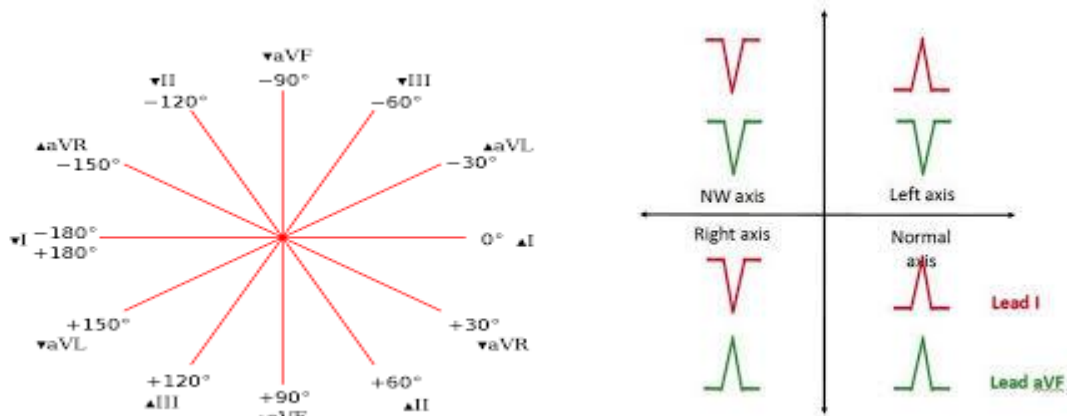 ▼aVF
−90°
▼II
−120°
▼III
−60°
▲aVR
−150°
▲aVL
−30°
▼I
−180°
+180°
0° ▲I
+150°
▼aVL
+30°
▼aVR
+120°
▲III
+90°
+60°
▲II
NW axis
Left axis
Right axis
Normal
axis
Lead I
Lead aVF